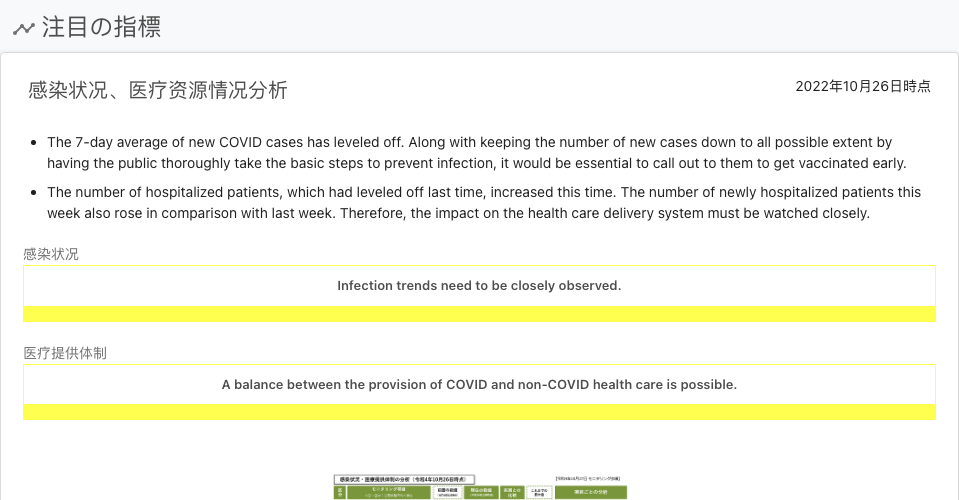 注目の指標
感染状况、医疗资源情况分析
2022年10月26日時点
The 7-day average of new COVID cases has leveled off. Along with keeping the number of new cases down to all possible extent by
having the public thoroughly take the basic steps to prevent infection, it would be essential to call out to them to get vaccinated early.
The number of hospitalized patients, which had leveled off last time, increased this time. The number of newly hospitalized patients this
week also rose in comparison with last week. Therefore, the impact on the health care delivery system must be watched closely.
感染状况
Infection trends need to be closely observed.
医疗提供体制
A balance between the provision of COVID and non-COVID health care is possible.
感染状況・医療提供体制の分析（令和4年10月26日時点）